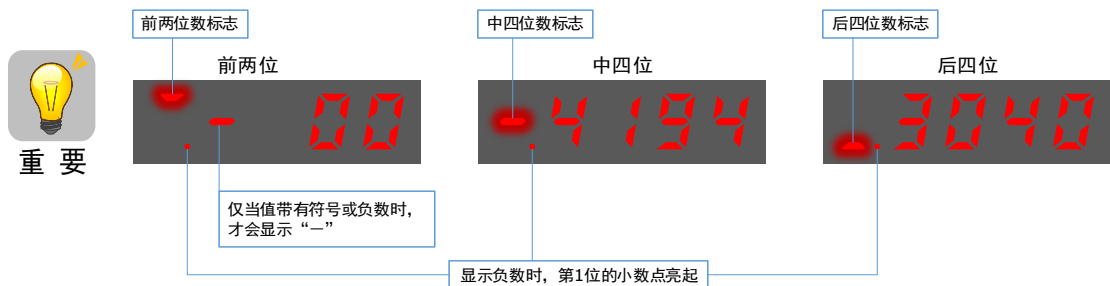 前两位数标志
中四位数标志
后四位数标志
前两位
中四位
后四位
00
4194
3040
重要
仅当值带有符号或负数时，
才会显示“—”
显示负数时，第1位的小数点亮起